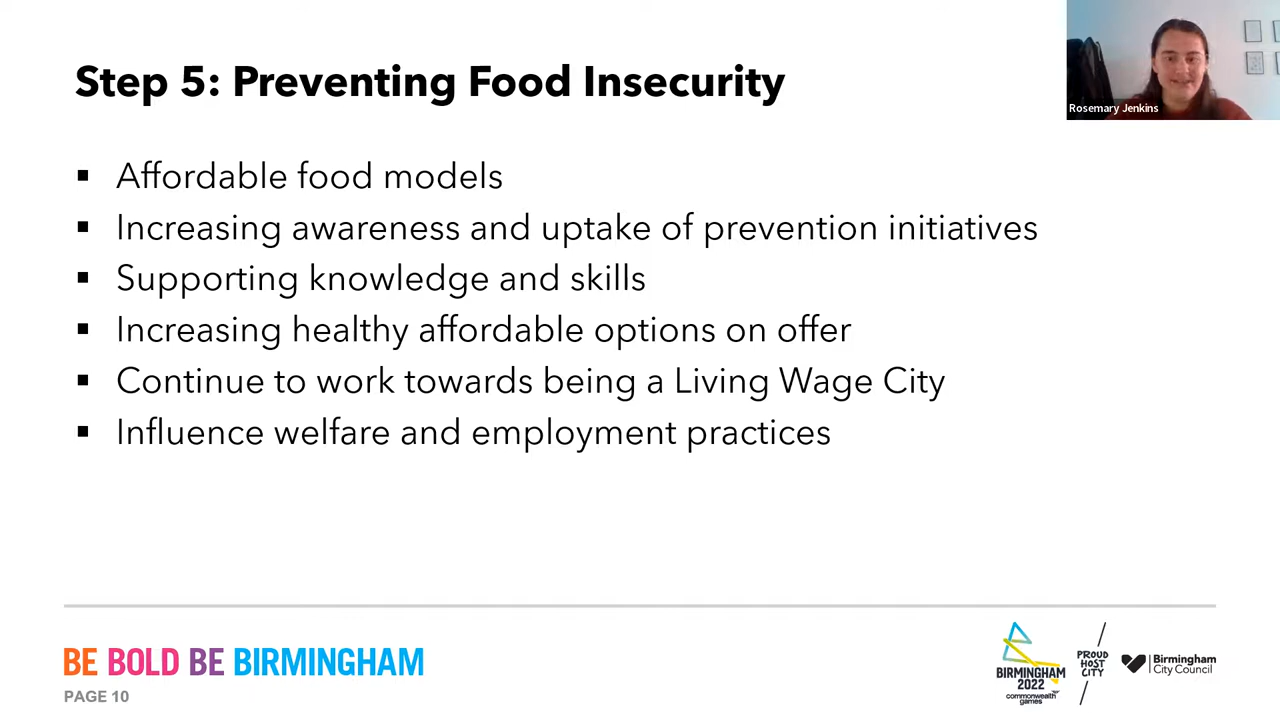 Step 5: Preventing Food Insecurity
Rosemary Jenkins
▪ Affordable food models
▪ Increasing awareness and uptake of prevention initiatives
▪ Supporting knowledge and skills
▪ Increasing healthy affordable options on offer
▪ Continue to work towards being a Living Wage City
▪ Influence welfare and employment practices
BE BOLD BE BIRMINGHAM
PAGE 10
BIRMINGHAM
2022
commonwealth
games
PROUD
HOST
CITY
Birmingham
City Council